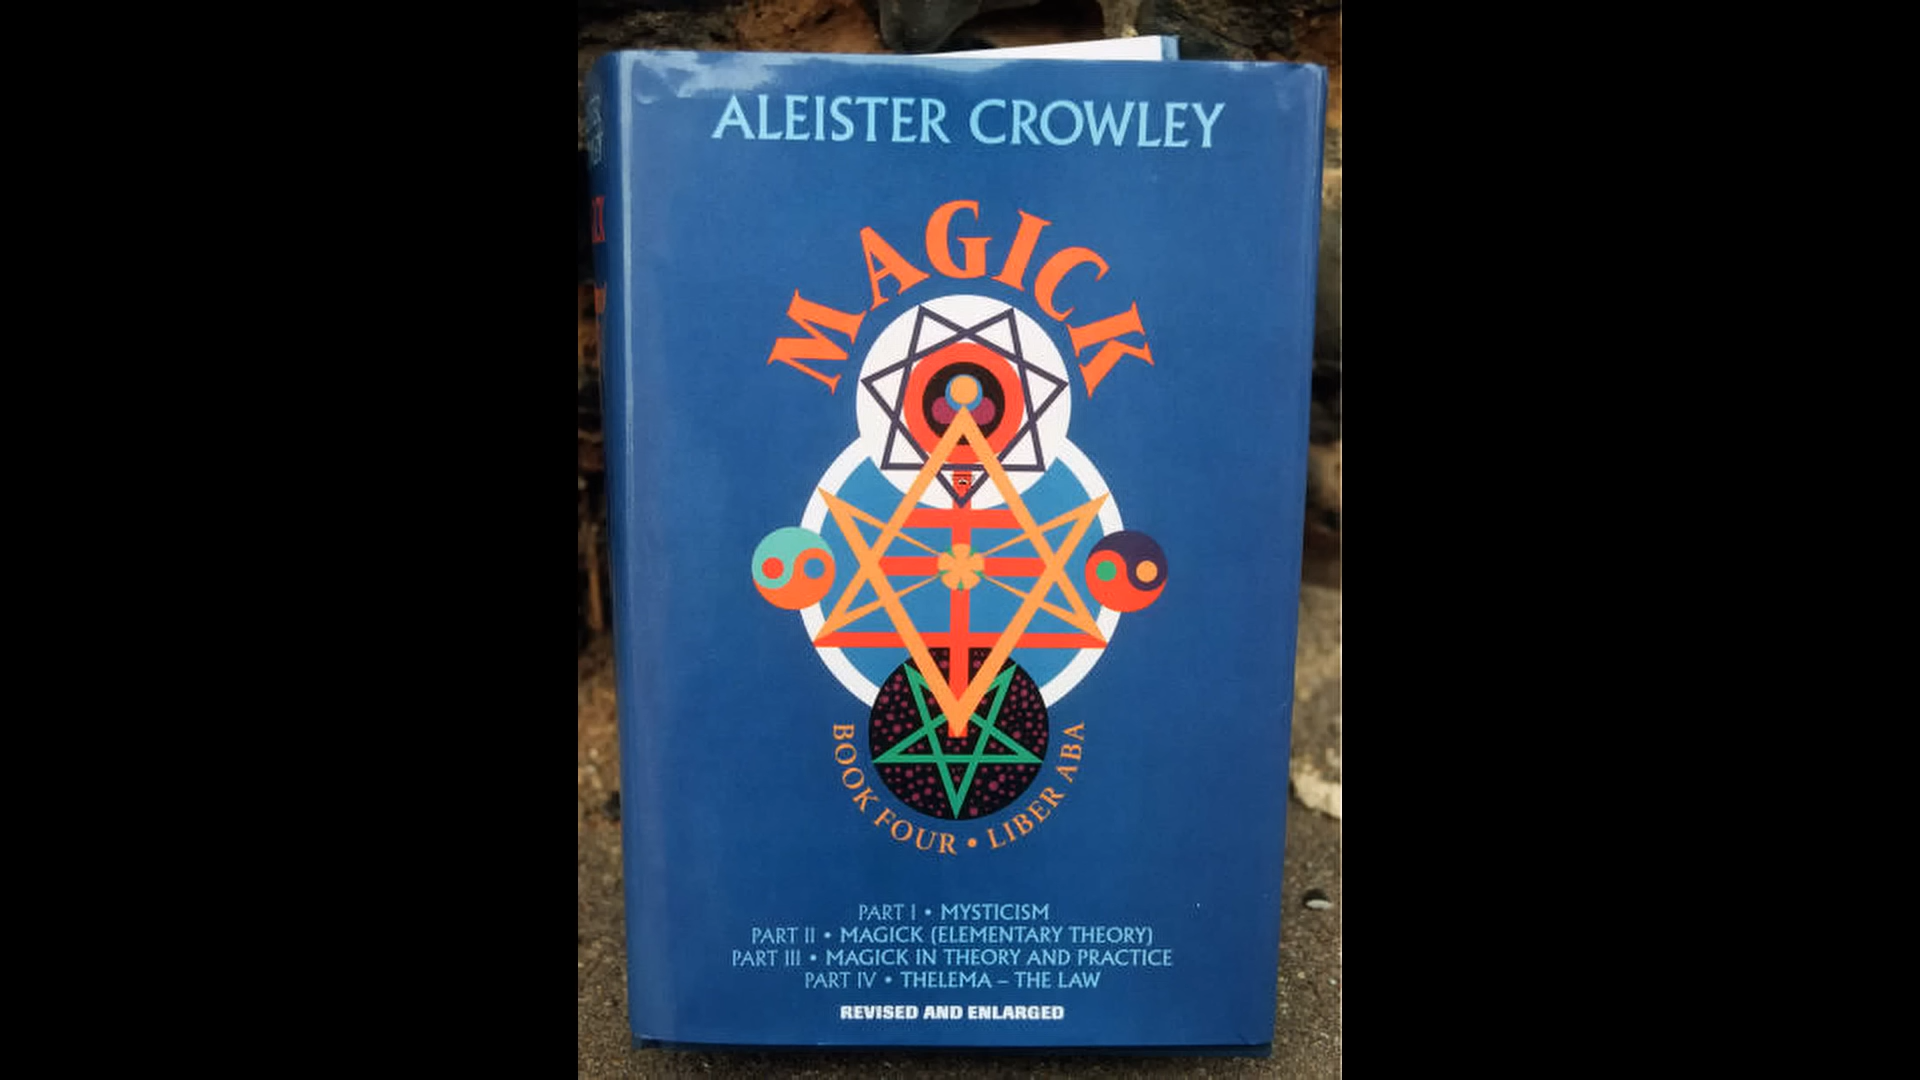 ALEISTER CROWLEY
MAGICK
BOOK FOUR • LIBER ABA
PART I • MYSTICISM
PART II • MAGICK (ELEMENTARY THEORY)
PART III • MAGICK IN THEORY AND PRACTICE
PART IV • THELEMA – THE LAW
REVISED AND ENLARGED